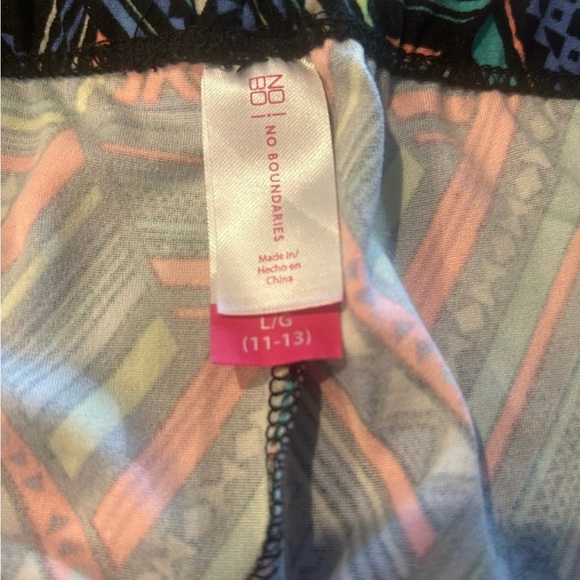 NO!
BO!
NO BOUNDARIES
Made in/
Hecho en
China
L/G
(11-13)